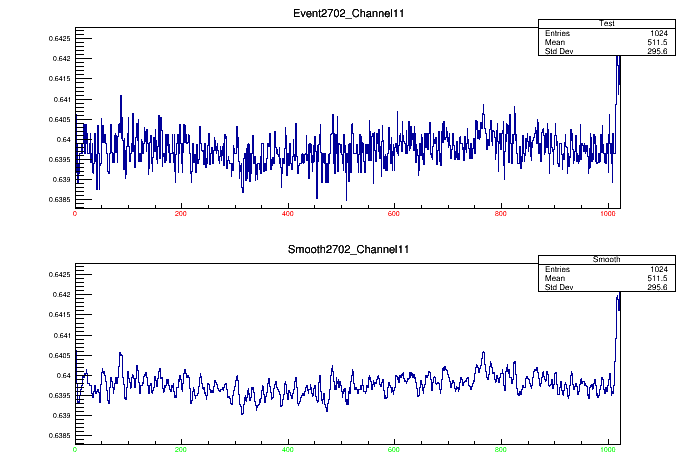 Event2702_Channel11
Test
Entries 1024
Mean 511.5
Std Dev 295.6
0.6425
0.642
0.6415
0.641
0.6405
0.64
0.6395
0.639
0.6385
0 200 400 600 800 1000
Smooth2702_Channel11
Smooth
Entries 1024
Mean 511.5
Std Dev 295.6
0.6425
0.642
0.6415
0.641
0.6405
0.64
0.6395
0.639
0.6385
0 200 400 600 800 1000